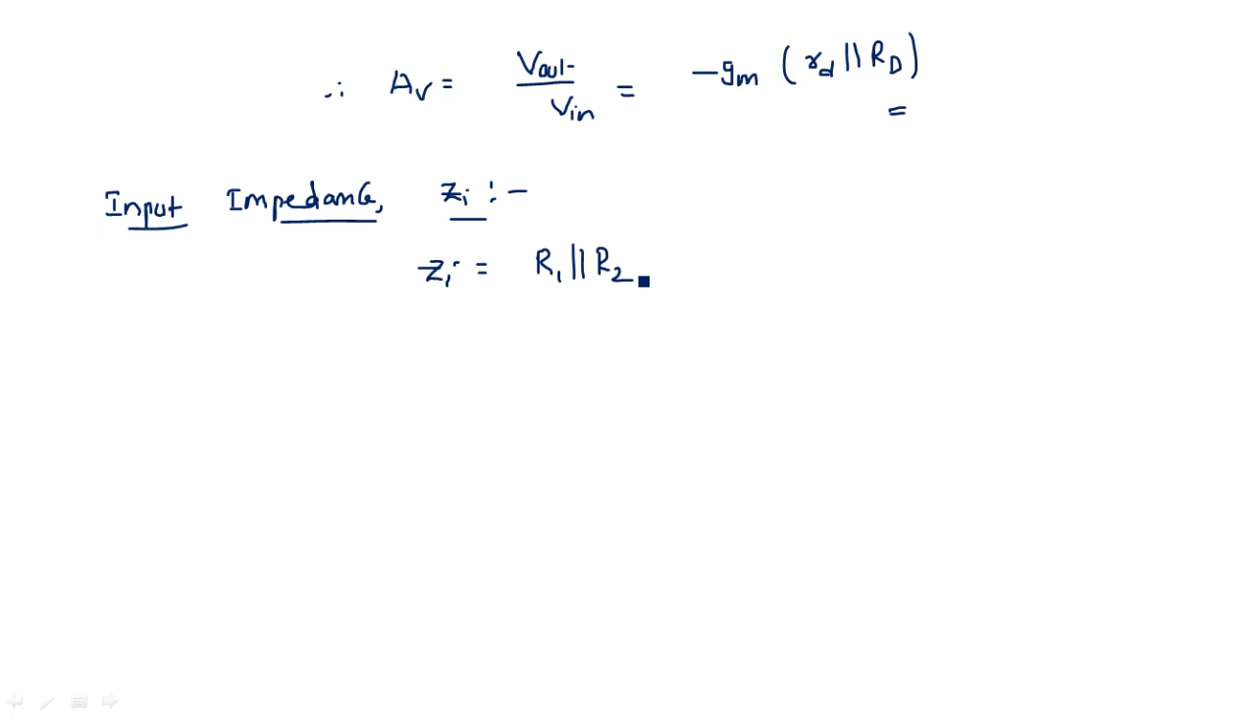 ∴ Av = Vout / Vin = -gm (rd || RD)
Input Impedance, Zi :-
Zi = R1 || R2